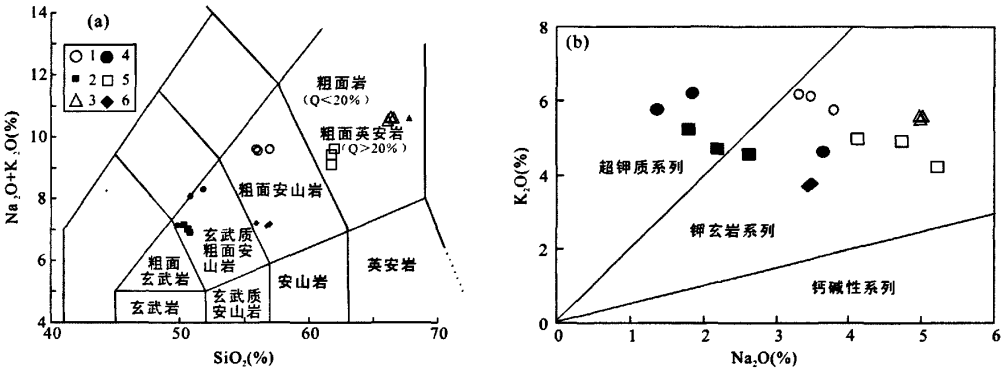 (a)
14
12
10
8
6
4
Na₂O+K₂O(%)
1 4
2 5
3 6
粗面岩
(Q<20%)
粗面英安岩
(Q>20%)
粗面安山岩
玄武质
粗面安
山岩
粗面
玄武岩
玄武岩
玄武质
安山岩
安山岩
英安岩
40 50 60 70
SiO₂(%)
(b)
8
6
4
2
0
K₂O(%)
超钾质系列
钾玄岩系列
钙碱性系列
0 1 2 3 4 5 6
Na₂O(%)